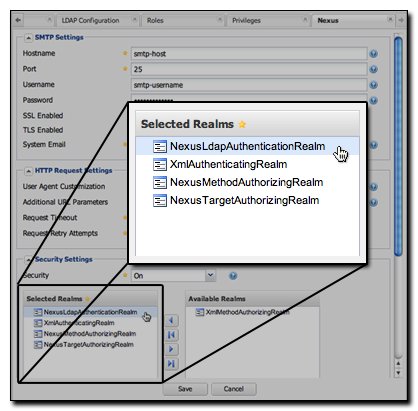 LDAP Configuration Roles Privileges Nexus
SMTP Settings
Hostname smtp-host
Port 25
Username smtp-username
Password ••••••••••••
SSL Enabled
TLS Enabled
System Email
Selected Realms
NexusLdapAuthenticationRealm
XmlAuthenticatingRealm
NexusMethodAuthorizingRealm
NexusTargetAuthorizingRealm
HTTP Request Settings
User Agent Customization
Additional URL Parameters
Request Timeout
Request Retry Attempts
Security Settings
Security On
Selected Realms Available Realms
NexusLdapAuthenticationRealm XmlMethodAuthorizingRealm
XmlAuthenticatingRealm
NexusMethodAuthorizingRealm
NexusTargetAuthorizingRealm
Save Cancel